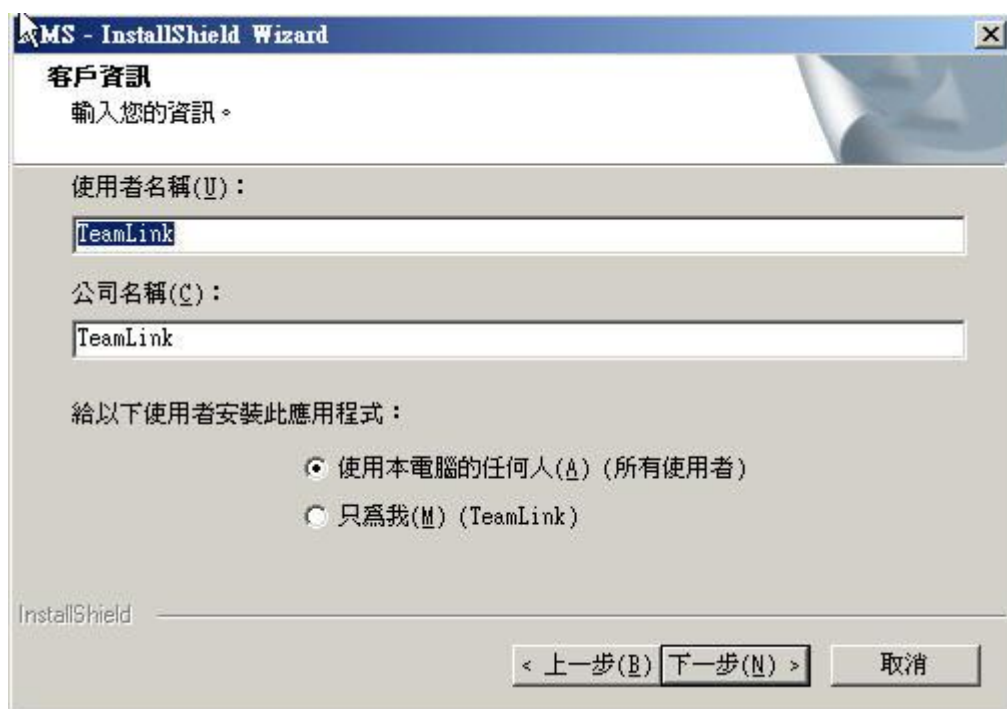 MS - InstallShield Wizard
客戶資訊
輸入您的資訊。
使用者名稱(U)：
TeamLink
公司名稱(C)：
TeamLink
給以下使用者安裝此應用程式：
使用本電腦的任何人(A) (所有使用者)
只爲我(M) (TeamLink)
InstallShield
< 上一步(B) 下一步(N) > 取消